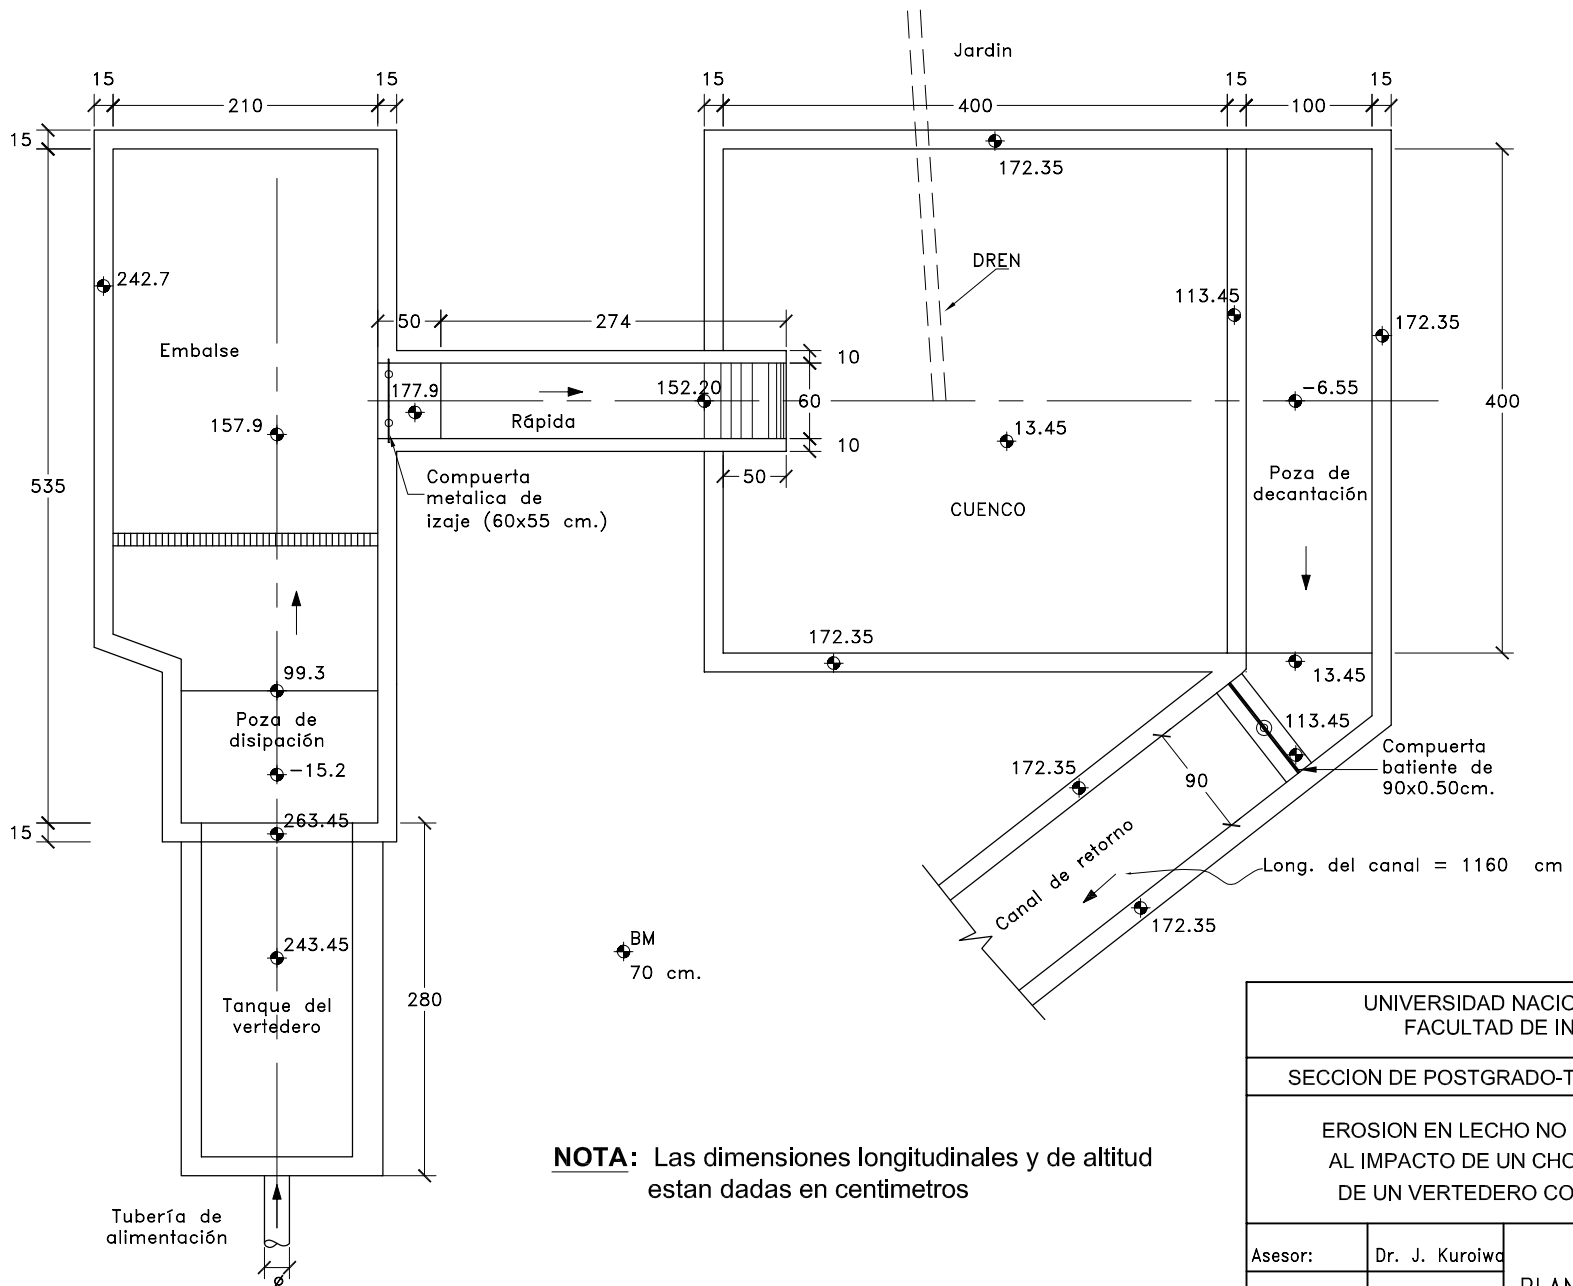 Jardin
15
15
15
15
15
210
400
100
15
172.35
DREN
242.7
113.45
172.35
50
274
Embalse
10
177.9
152.20
60
-6.55
400
Rápida
157.9
13.45
10
Compuerta
metalica de
izaje (60x55 cm.)
50
Poza de
decantación
535
CUENCO
172.35
99.3
13.45
Poza de
disipación
-15.2
113.45
Compuerta
batiente de
90x0.50cm.
172.35
90
263.45
15
Canal de retorno
Long. del canal = 1160 cm
172.35
BM
70 cm.
243.45
280
Tanque del
vertedero
NOTA: Las dimensiones longitudinales y de altitud
estan dadas en centimetros
Tubería de
alimentación
ø
UNIVERSIDAD NACIO
FACULTAD DE IN
SECCION DE POSTGRADO-T
EROSION EN LECHO NO
AL IMPACTO DE UN CHO
DE UN VERTEDERO CO
Asesor:
Dr. J. Kuroiwa
PLAN